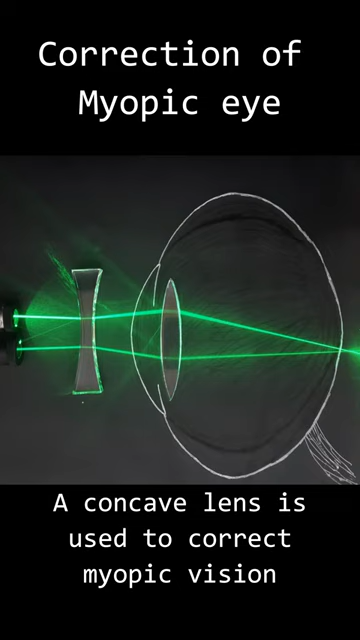 Correction of
Myopic eye
A concave lens is
used to correct
myopic vision